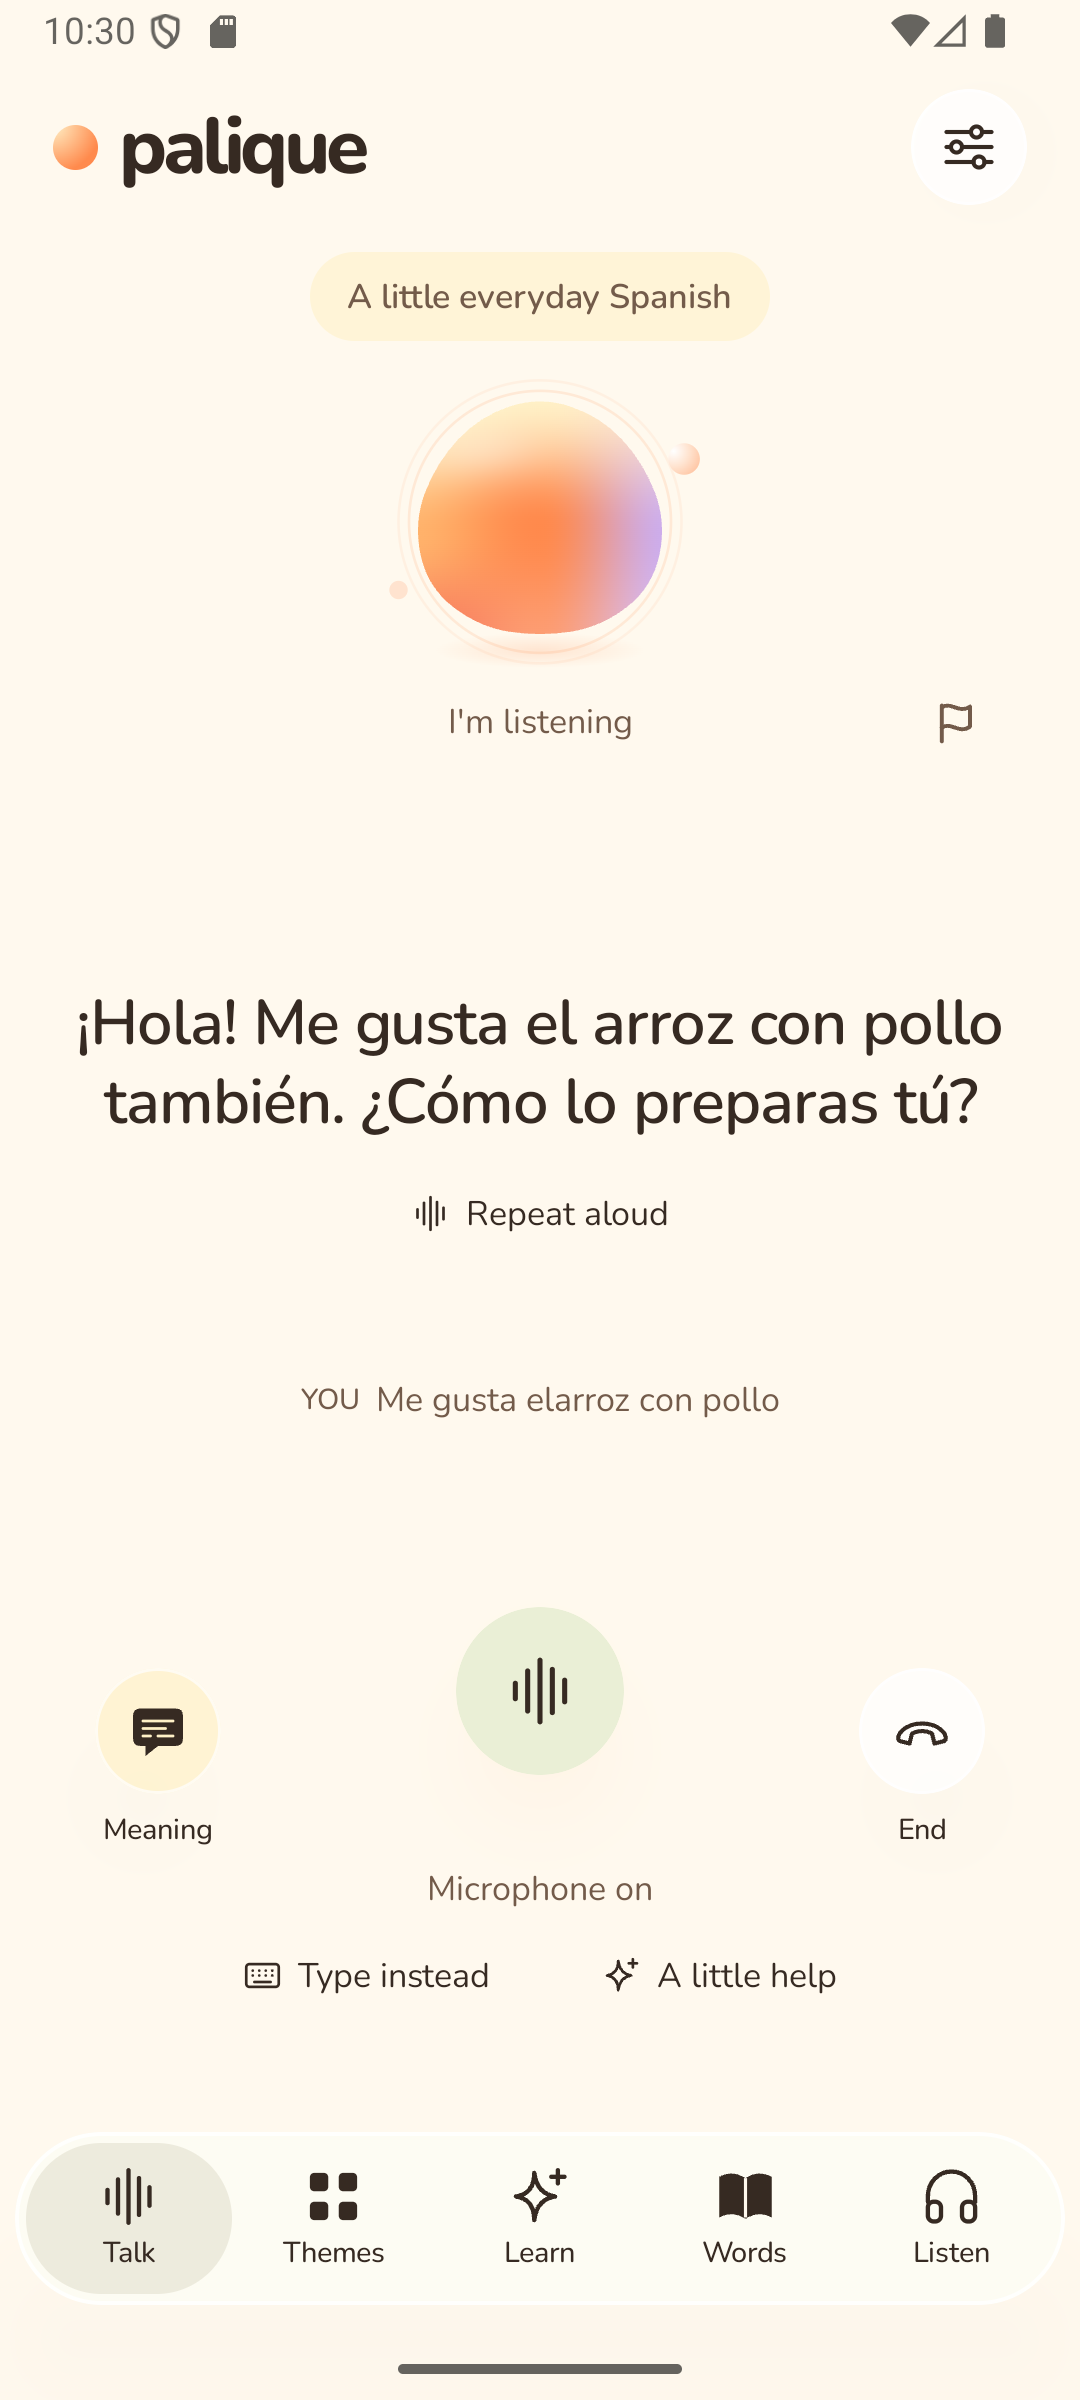 10:30
palique
A little everyday Spanish
I'm listening
¡Hola! Me gusta el arroz con pollo
también. ¿Cómo lo preparas tú?
Repeat aloud
YOU Me gusta elarroz con pollo
Meaning
End
Microphone on
Type instead
A little help
Talk
Themes
Learn
Words
Listen